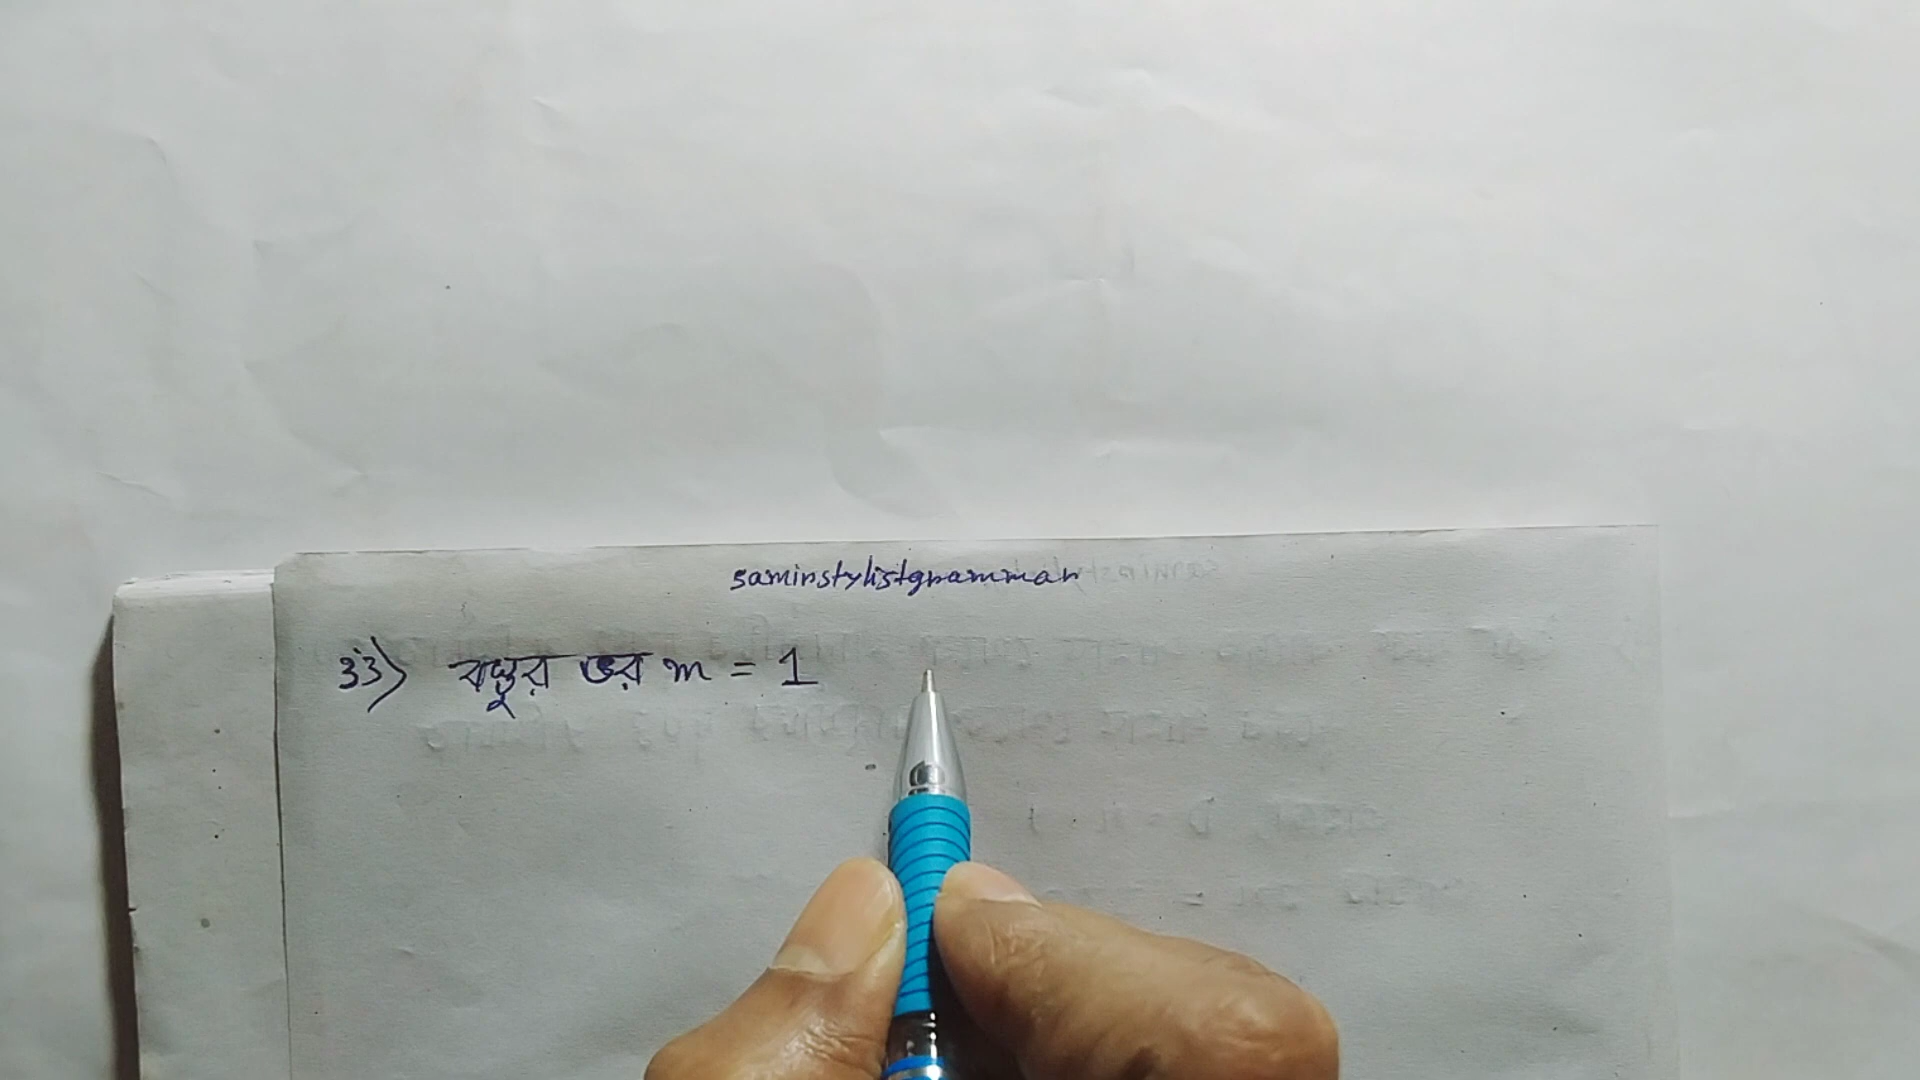 saminstylistgrammar
33) বস্তুর ভর m = 1